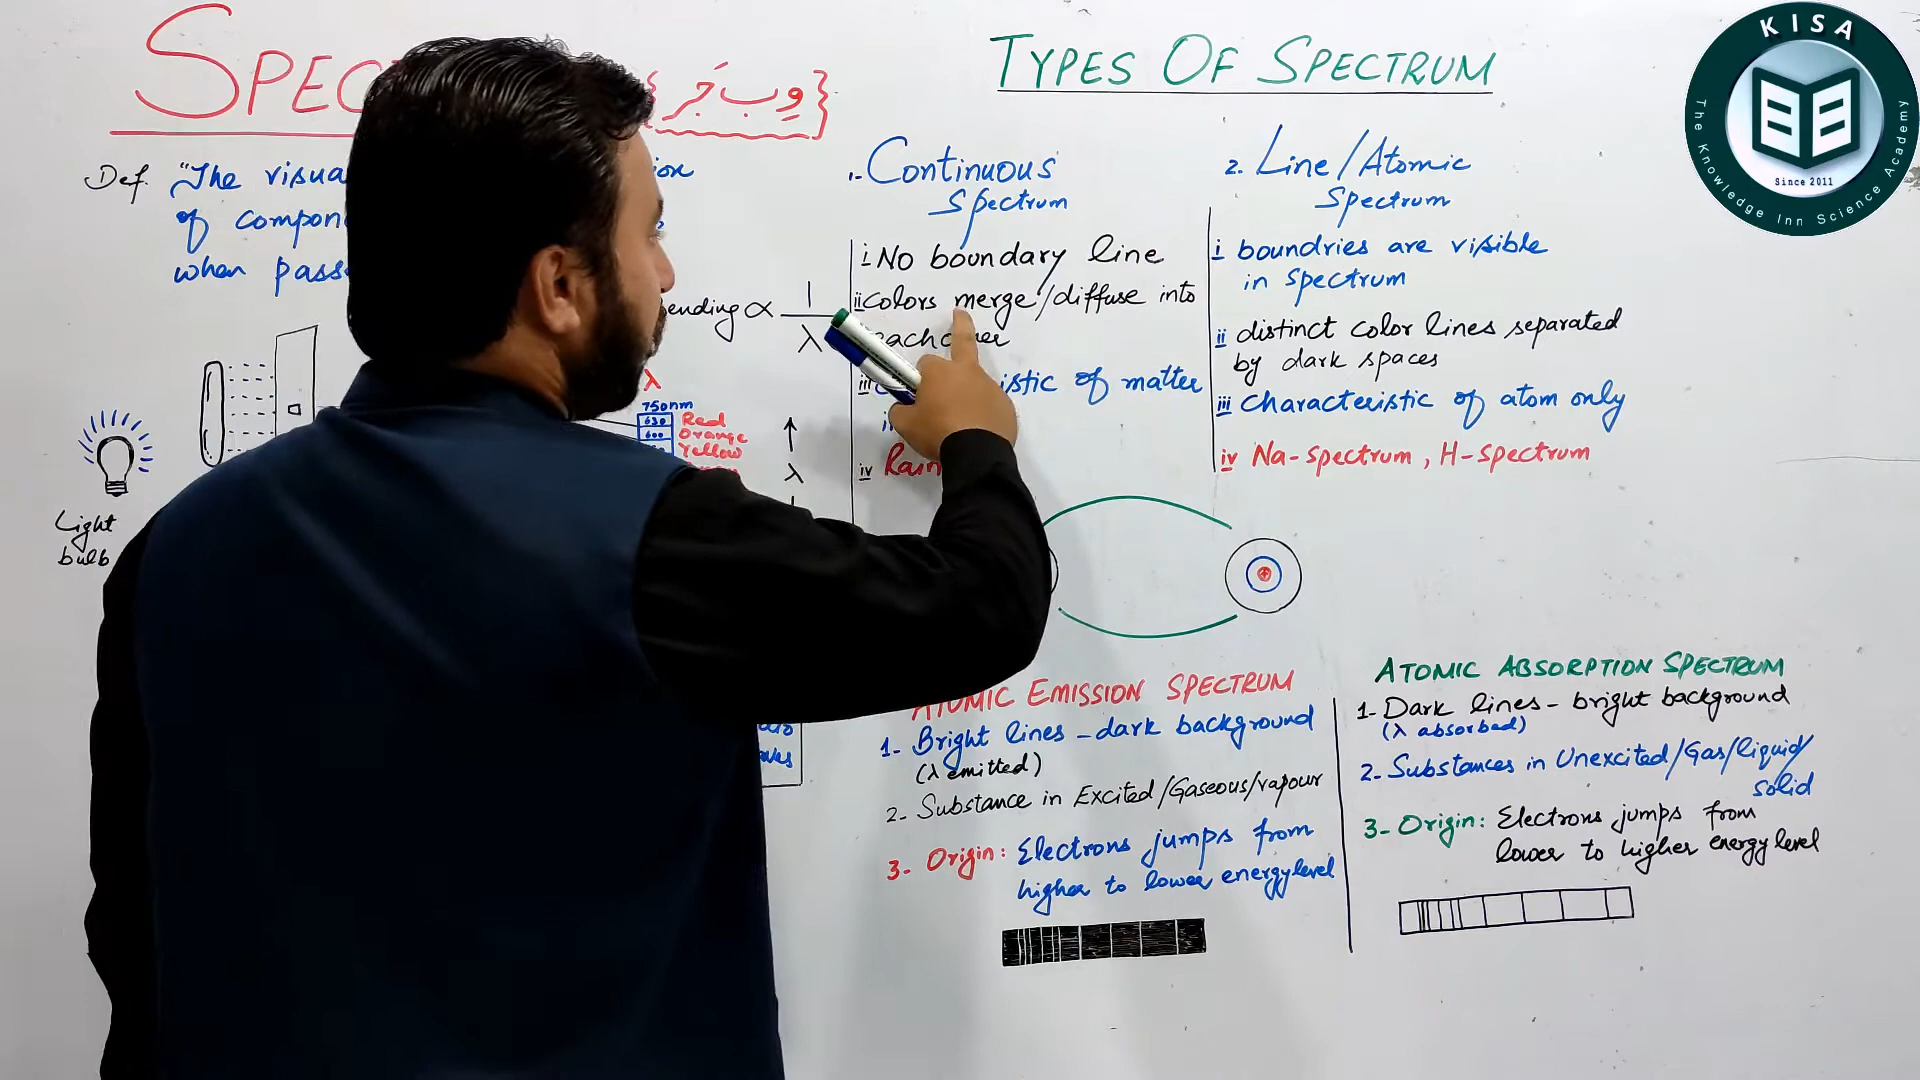 {وِب جَر}
Def. "The visua
of compon
when pass
ending ∝ 1/λ
λ
750nm
630 Red
600 Orange
Yellow
λ
Light
bulb
TYPES OF SPECTRUM
1.- Continuous
Spectrum
i No boundary line
ii colors merge/diffuse into
iii istic of matter
iv Rain
2. Line/Atomic
Spectrum
i boundries are visible
in spectrum
ii distinct color lines separated
by dark spaces
iii characteristic of atom only
iv Na-spectrum, H-spectrum
ATOMIC EMISSION SPECTRUM
1- Bright lines - dark background
(λ emitted)
2- Substance in Excited/Gaseous/vapour
3- Origin: Electrons jumps from
higher to lower energy level
ATOMIC ABSORPTION SPECTRUM
1- Dark lines - bright background
(λ absorbed)
2- Substances in Unexcited/Gas/liquid/
solid
3- Origin: Electrons jumps from
lower to higher energy level
KISA
Since 2011
The Knowledge Inn Science Academy